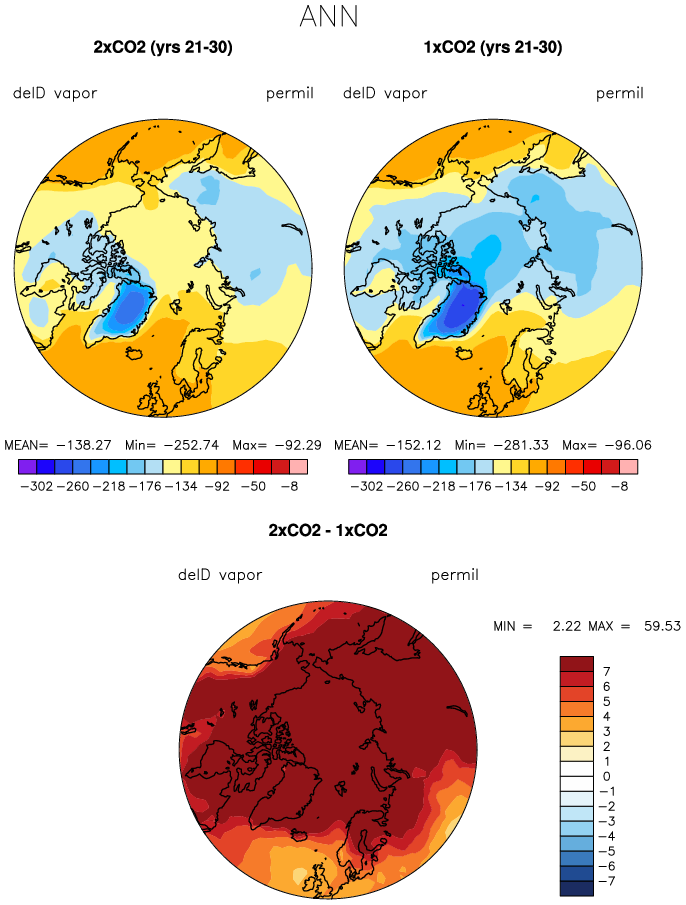 ANN
2xCO2 (yrs 21-30)
1xCO2 (yrs 21-30)
delD vapor permil
delD vapor permil
MEAN= -138.27 Min= -252.74 Max= -92.29
MEAN= -152.12 Min= -281.33 Max= -96.06
-302 -260 -218 -176 -134 -92 -50 -8
-302 -260 -218 -176 -134 -92 -50 -8
2xCO2 - 1xCO2
delD vapor permil
MIN = 2.22 MAX = 59.53
7
6
5
4
3
2
1
0
-1
-2
-3
-4
-5
-6
-7